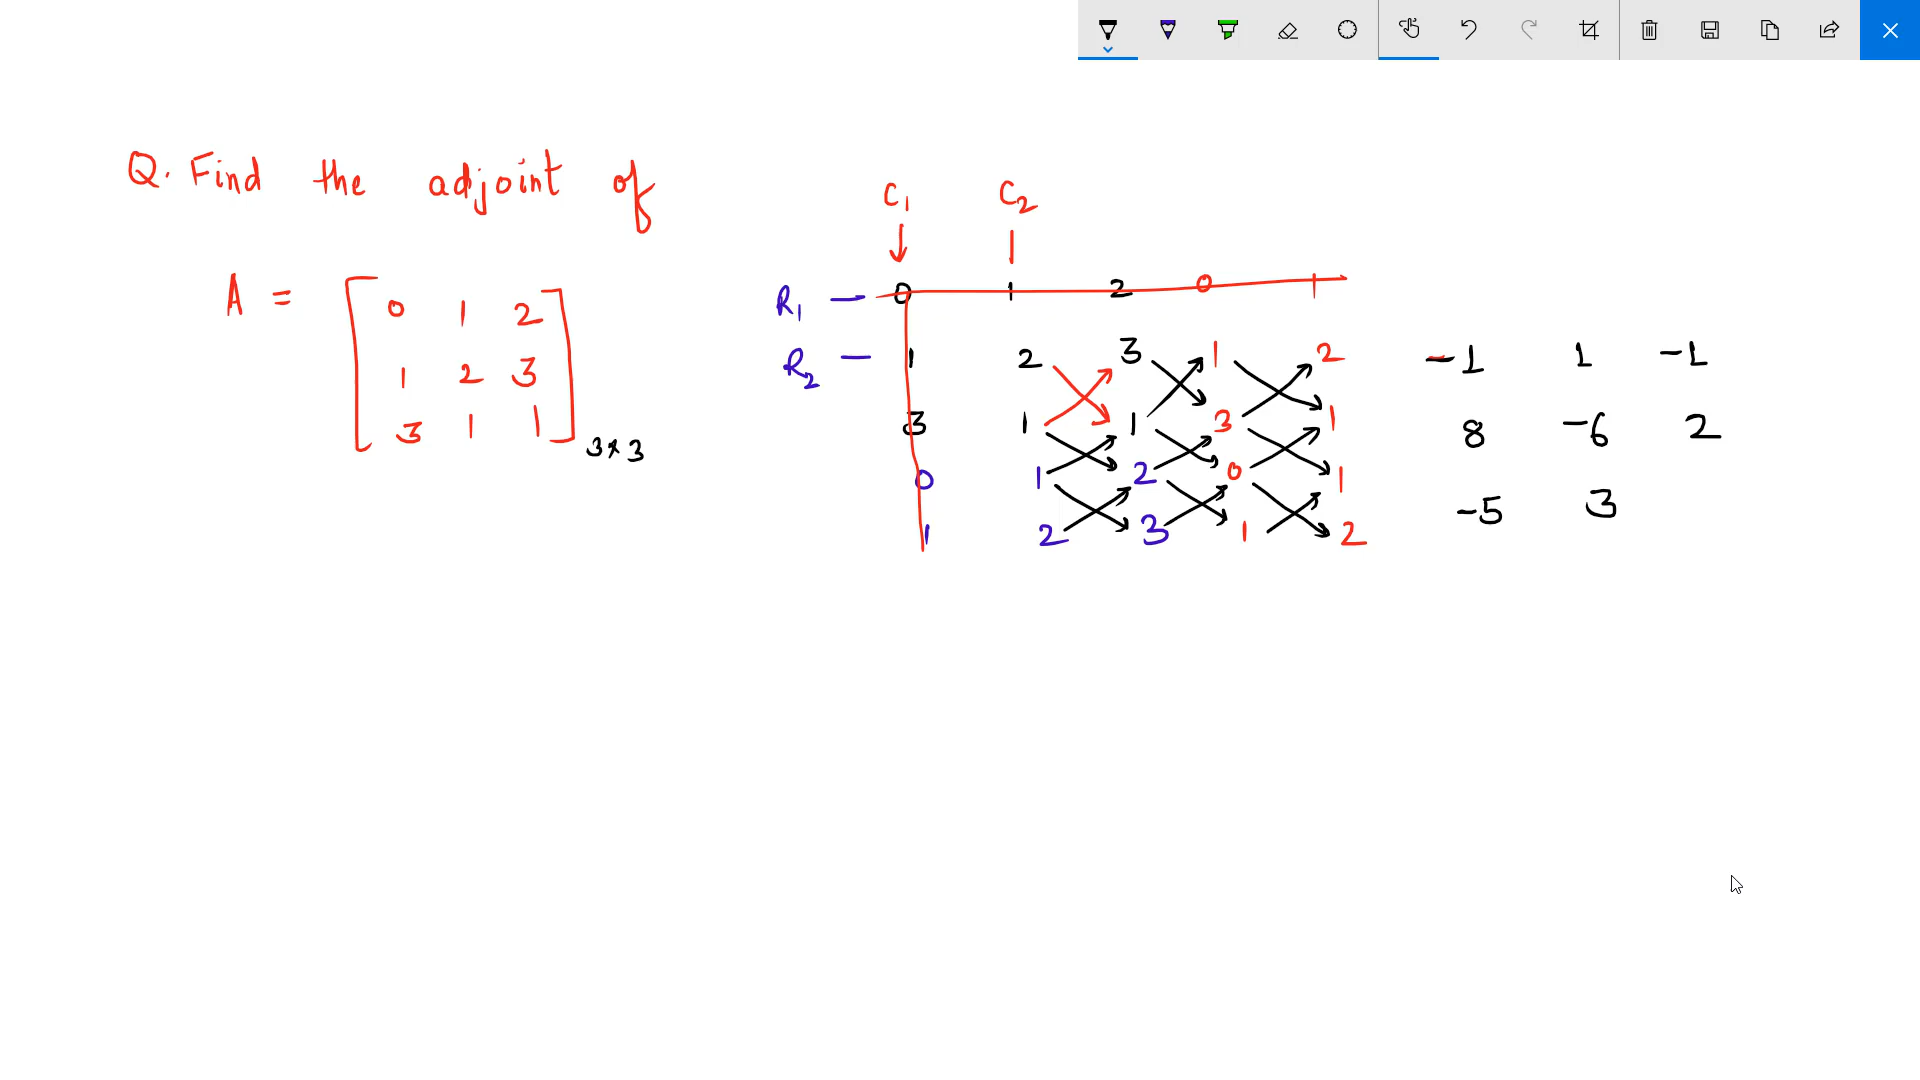 Q. Find the adjoint of
A =
0 1 2
1 2 3
3 1 1
3×3
C1 C2
R1 — 0 1 2 0 1
R2 — 1 2 3 1 2
3 1 1 3 1
0 1 2 0 1
1 2 3 1 2
-1 1 -1
8 -6 2
-5 3